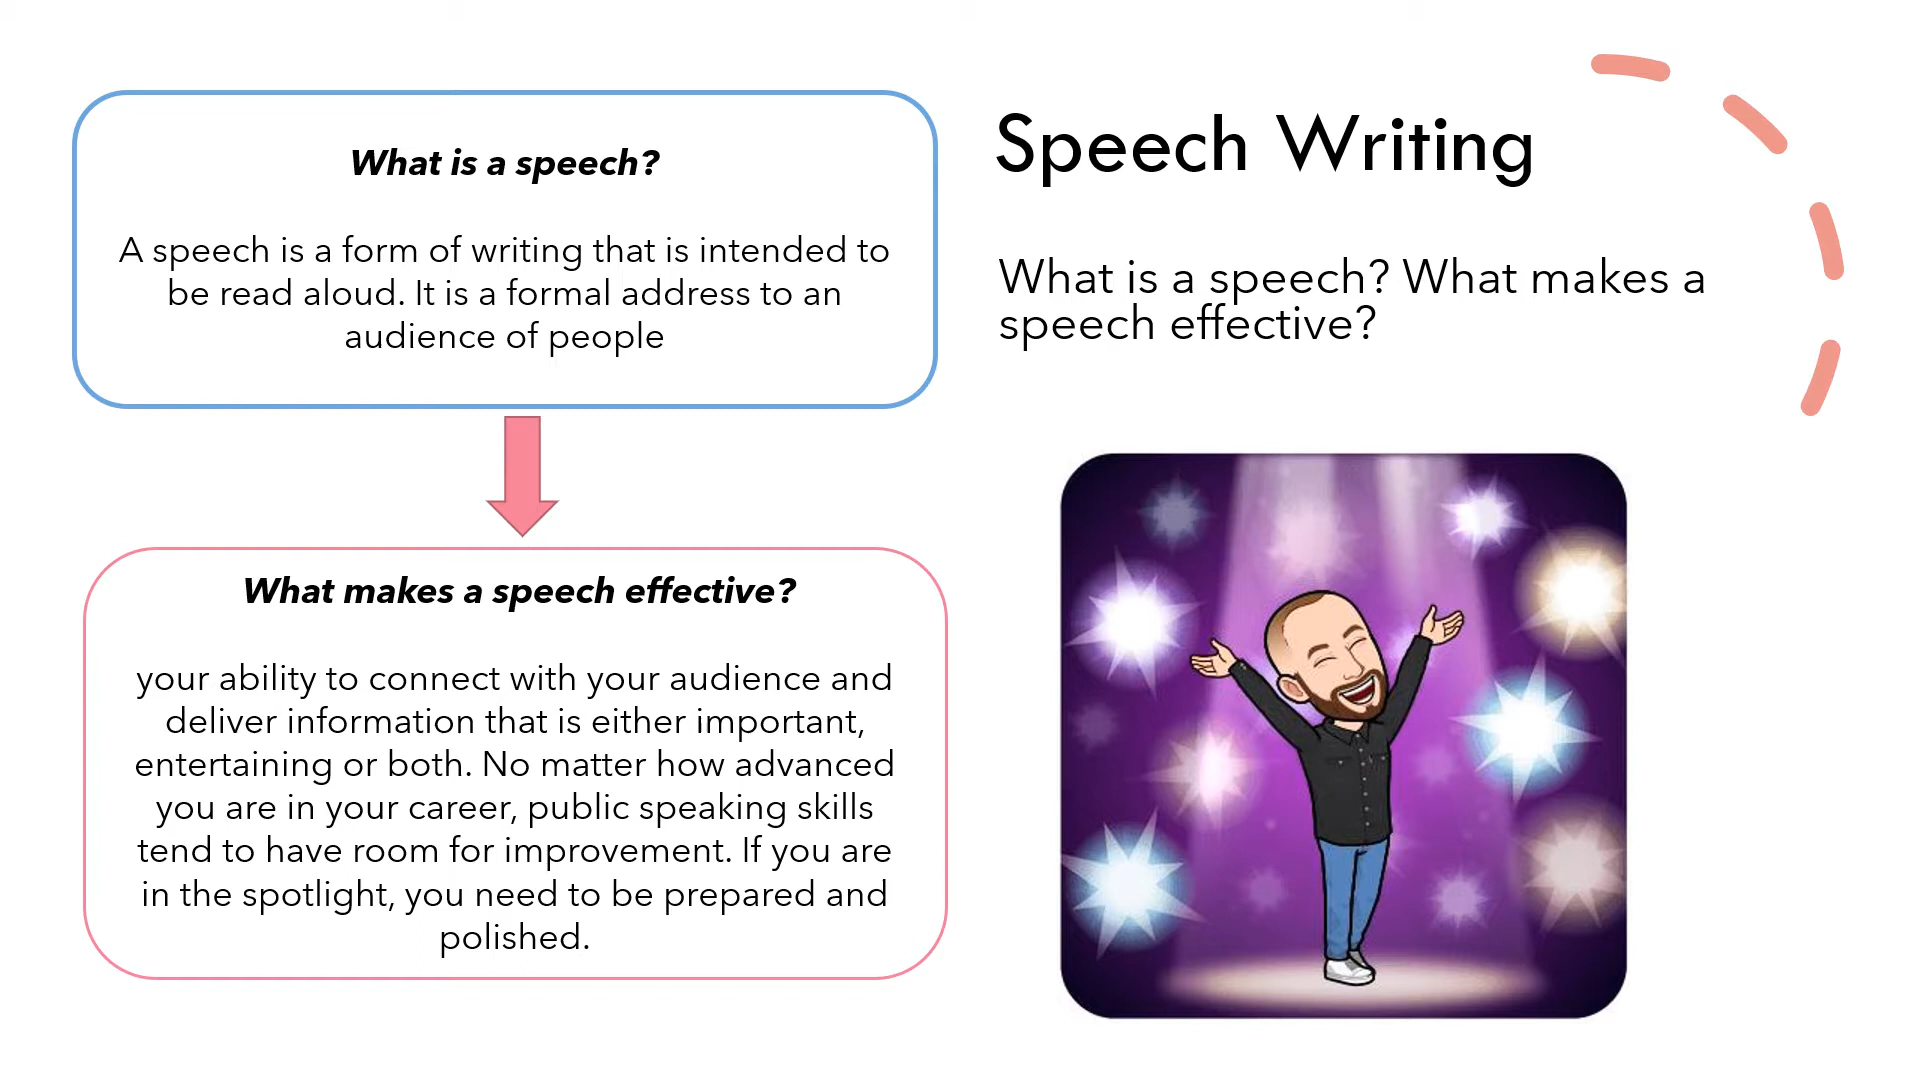 Speech Writing
What is a speech? What makes a
speech effective?
What is a speech?
A speech is a form of writing that is intended to
be read aloud. It is a formal address to an
audience of people
What makes a speech effective?
your ability to connect with your audience and
deliver information that is either important,
entertaining or both. No matter how advanced
you are in your career, public speaking skills
tend to have room for improvement. If you are
in the spotlight, you need to be prepared and
polished.